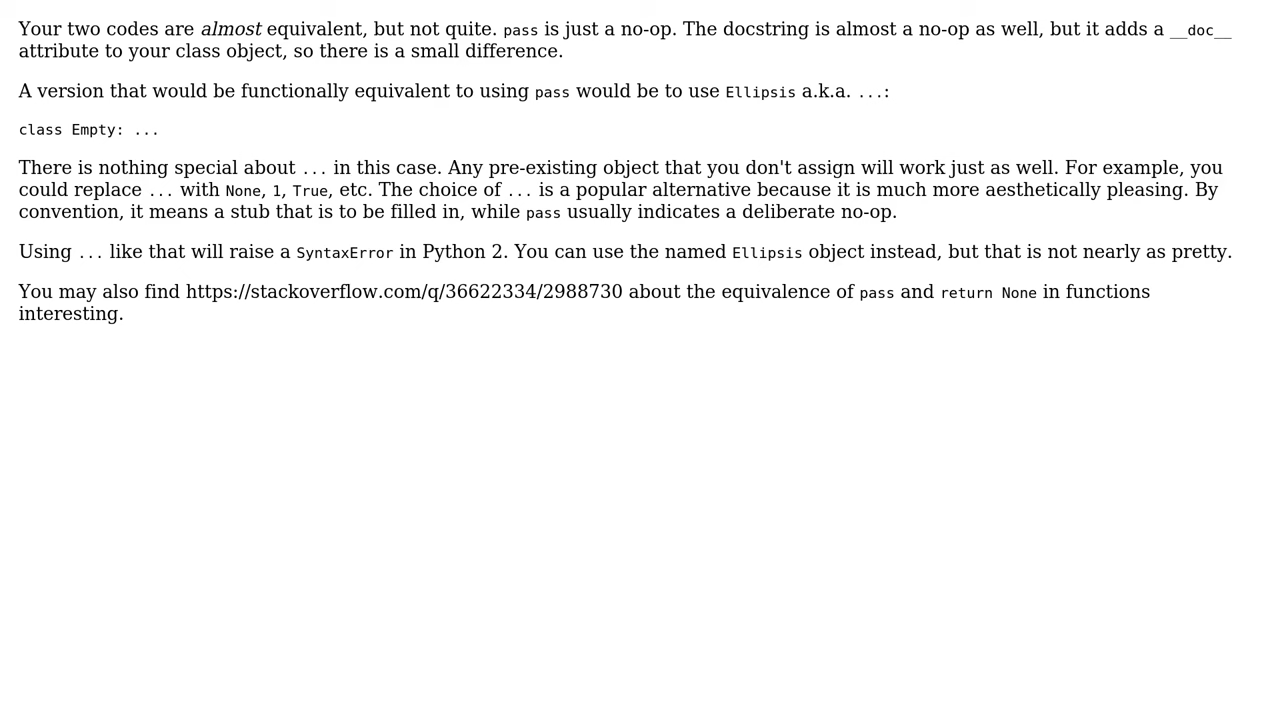 Your two codes are almost equivalent, but not quite. pass is just a no-op. The docstring is almost a no-op as well, but it adds a __doc__
attribute to your class object, so there is a small difference.
A version that would be functionally equivalent to using pass would be to use Ellipsis a.k.a. ...:
class Empty: ...
There is nothing special about ... in this case. Any pre-existing object that you don't assign will work just as well. For example, you
could replace ... with None, 1, True, etc. The choice of ... is a popular alternative because it is much more aesthetically pleasing. By
convention, it means a stub that is to be filled in, while pass usually indicates a deliberate no-op.
Using ... like that will raise a SyntaxError in Python 2. You can use the named Ellipsis object instead, but that is not nearly as pretty.
You may also find https://stackoverflow.com/q/36622334/2988730 about the equivalence of pass and return None in functions
interesting.